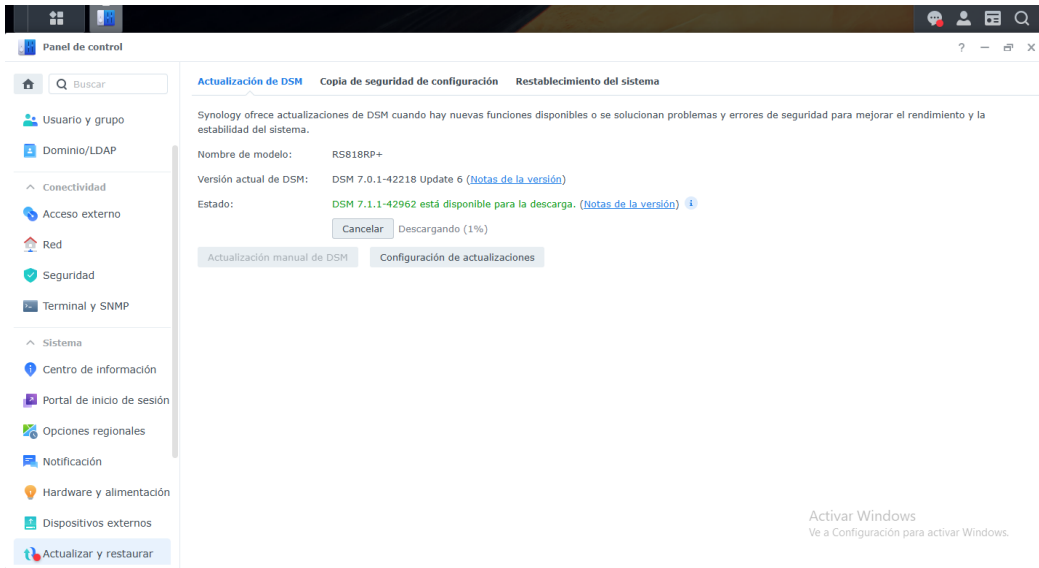 Panel de control
Buscar
Usuario y grupo
Dominio/LDAP
Conectividad
Acceso externo
Red
Seguridad
Terminal y SNMP
Sistema
Centro de información
Portal de inicio de sesión
Opciones regionales
Notificación
Hardware y alimentación
Dispositivos externos
Actualizar y restaurar
Actualización de DSM Copia de seguridad de configuración Restablecimiento del sistema
Synology ofrece actualizaciones de DSM cuando hay nuevas funciones disponibles o se solucionan problemas y errores de seguridad para mejorar el rendimiento y la
estabilidad del sistema.
Nombre de modelo: RS818RP+
Versión actual de DSM: DSM 7.0.1-42218 Update 6 (Notas de la versión)
Estado: DSM 7.1.1-42962 está disponible para la descarga. (Notas de la versión)
Cancelar Descargando (1%)
Actualización manual de DSM Configuración de actualizaciones
Activar Windows
Ve a Configuración para activar Windows.